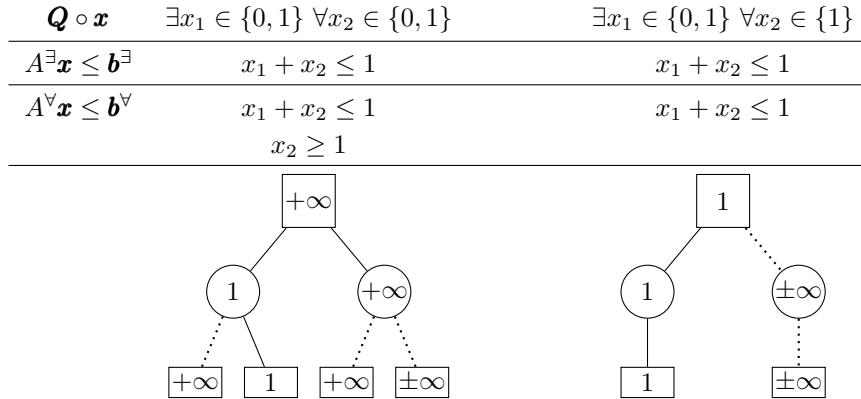 Q ∘ x ∃x₁ ∈ {0, 1} ∀x₂ ∈ {0, 1} ∃x₁ ∈ {0, 1} ∀x₂ ∈ {1}
A^∃x ≤ b^∃ x₁ + x₂ ≤ 1 x₁ + x₂ ≤ 1
A^∀x ≤ b^∀ x₁ + x₂ ≤ 1 x₁ + x₂ ≤ 1
x₂ ≥ 1
+∞ 1
1 +∞ 1 ±∞
+∞ 1 +∞ ±∞ 1 ±∞